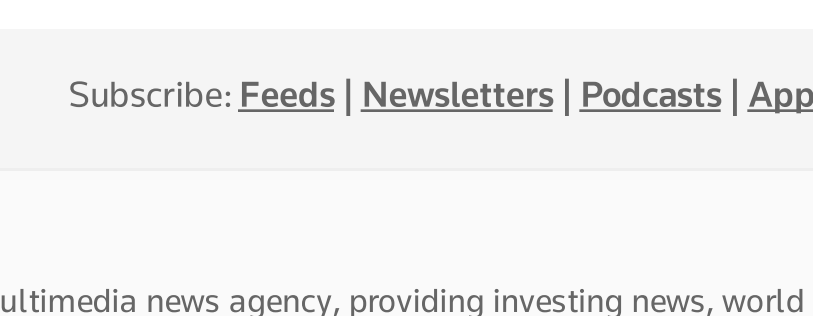 Subscribe: Feeds | Newsletters | Podcasts | App
ultimedia news agency, providing investing news, world